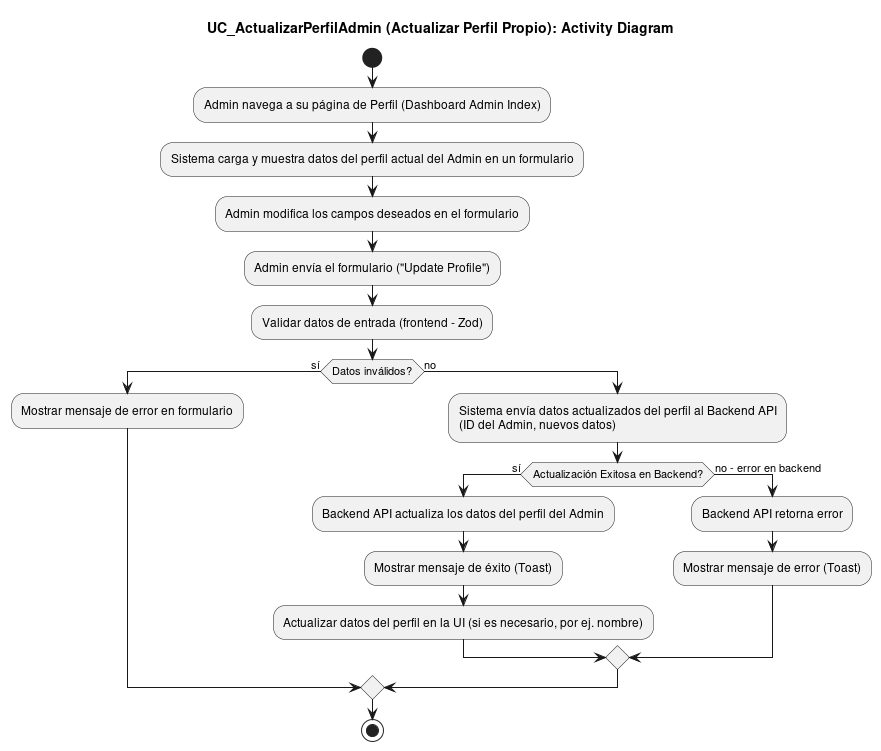 UC_ActualizarPerfilAdmin (Actualizar Perfil Propio): Activity Diagram
Admin navega a su página de Perfil (Dashboard Admin Index)
Sistema carga y muestra datos del perfil actual del Admin en un formulario
Admin modifica los campos deseados en el formulario
Admin envía el formulario ("Update Profile")
Validar datos de entrada (frontend - Zod)
sí
Datos inválidos?
no
Mostrar mensaje de error en formulario
Sistema envía datos actualizados del perfil al Backend API
(ID del Admin, nuevos datos)
sí
Actualización Exitosa en Backend?
no - error en backend
Backend API actualiza los datos del perfil del Admin
Backend API retorna error
Mostrar mensaje de éxito (Toast)
Mostrar mensaje de error (Toast)
Actualizar datos del perfil en la UI (si es necesario, por ej. nombre)